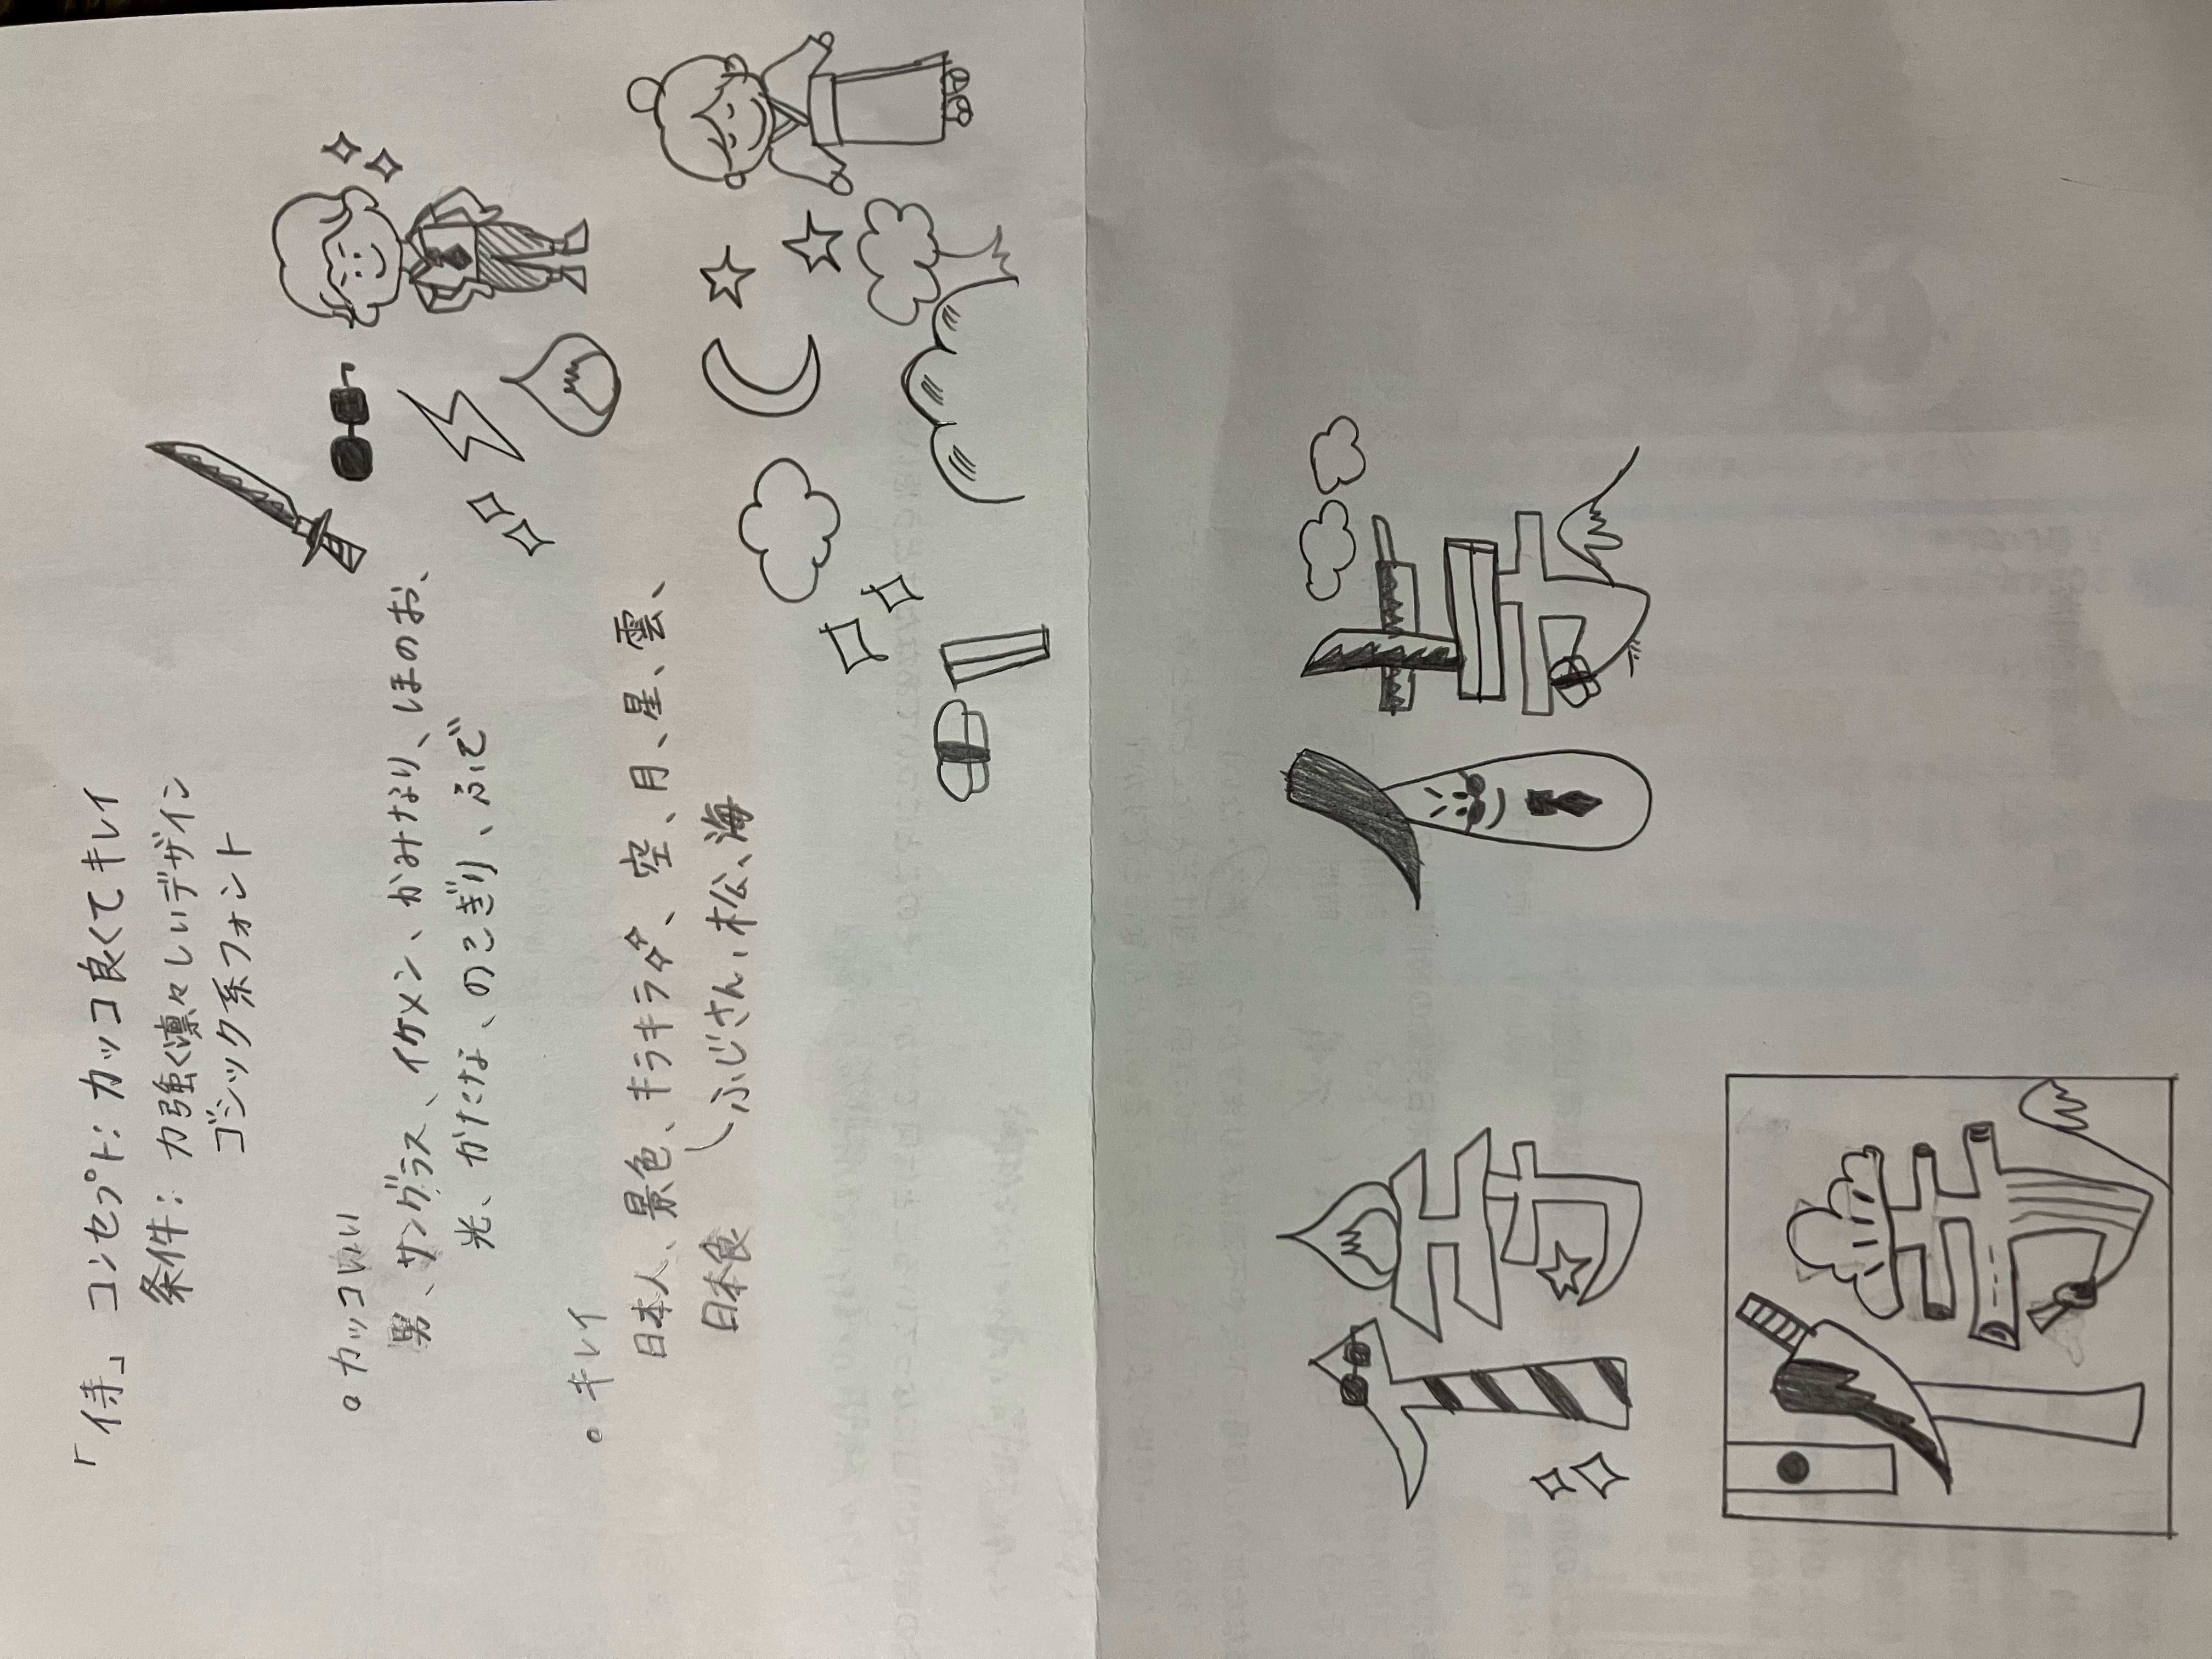 「侍」 コンセプト: カッコ良くてキレイ
条件: 力強く凛々しいデザイン
ゴシック系フォント
カッコいい
男、サングラス、イケメン、かみなり、ほのお、
光、かたな、のこぎり、ふで
キレイ
日本人、景色、キラキラ、空、月、星、雲、
日本食 ふじさん、松、海
侍 侍
侍